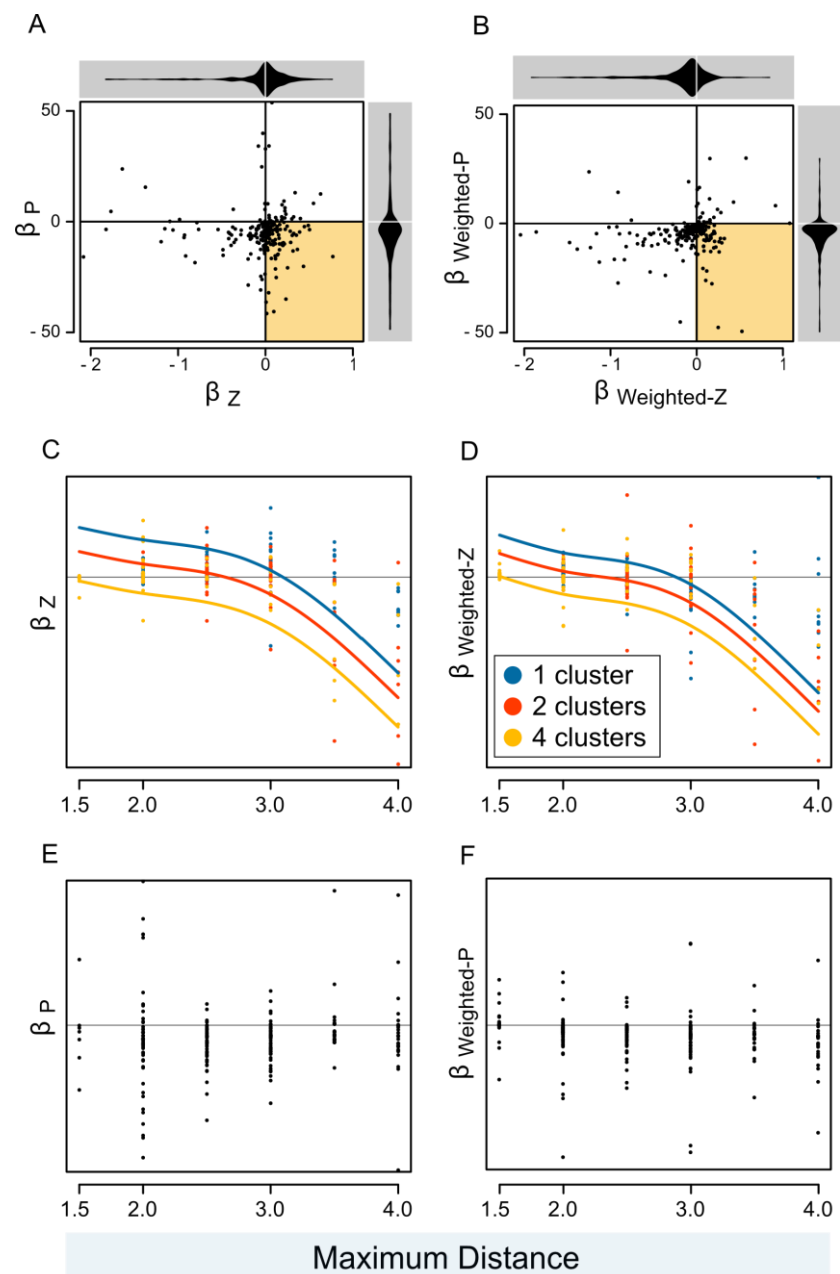 A
B
50
0
- 50
β P
- 2
- 1
0
1
β Z
50
0
- 50
β Weighted-P
- 2
- 1
0
1
β Weighted-Z
C
D
β Z
1.5
2.0
3.0
4.0
β Weighted-Z
1 cluster
2 clusters
4 clusters
1.5
2.0
3.0
4.0
E
F
β P
1.5
2.0
3.0
4.0
β Weighted-P
1.5
2.0
3.0
4.0
Maximum Distance